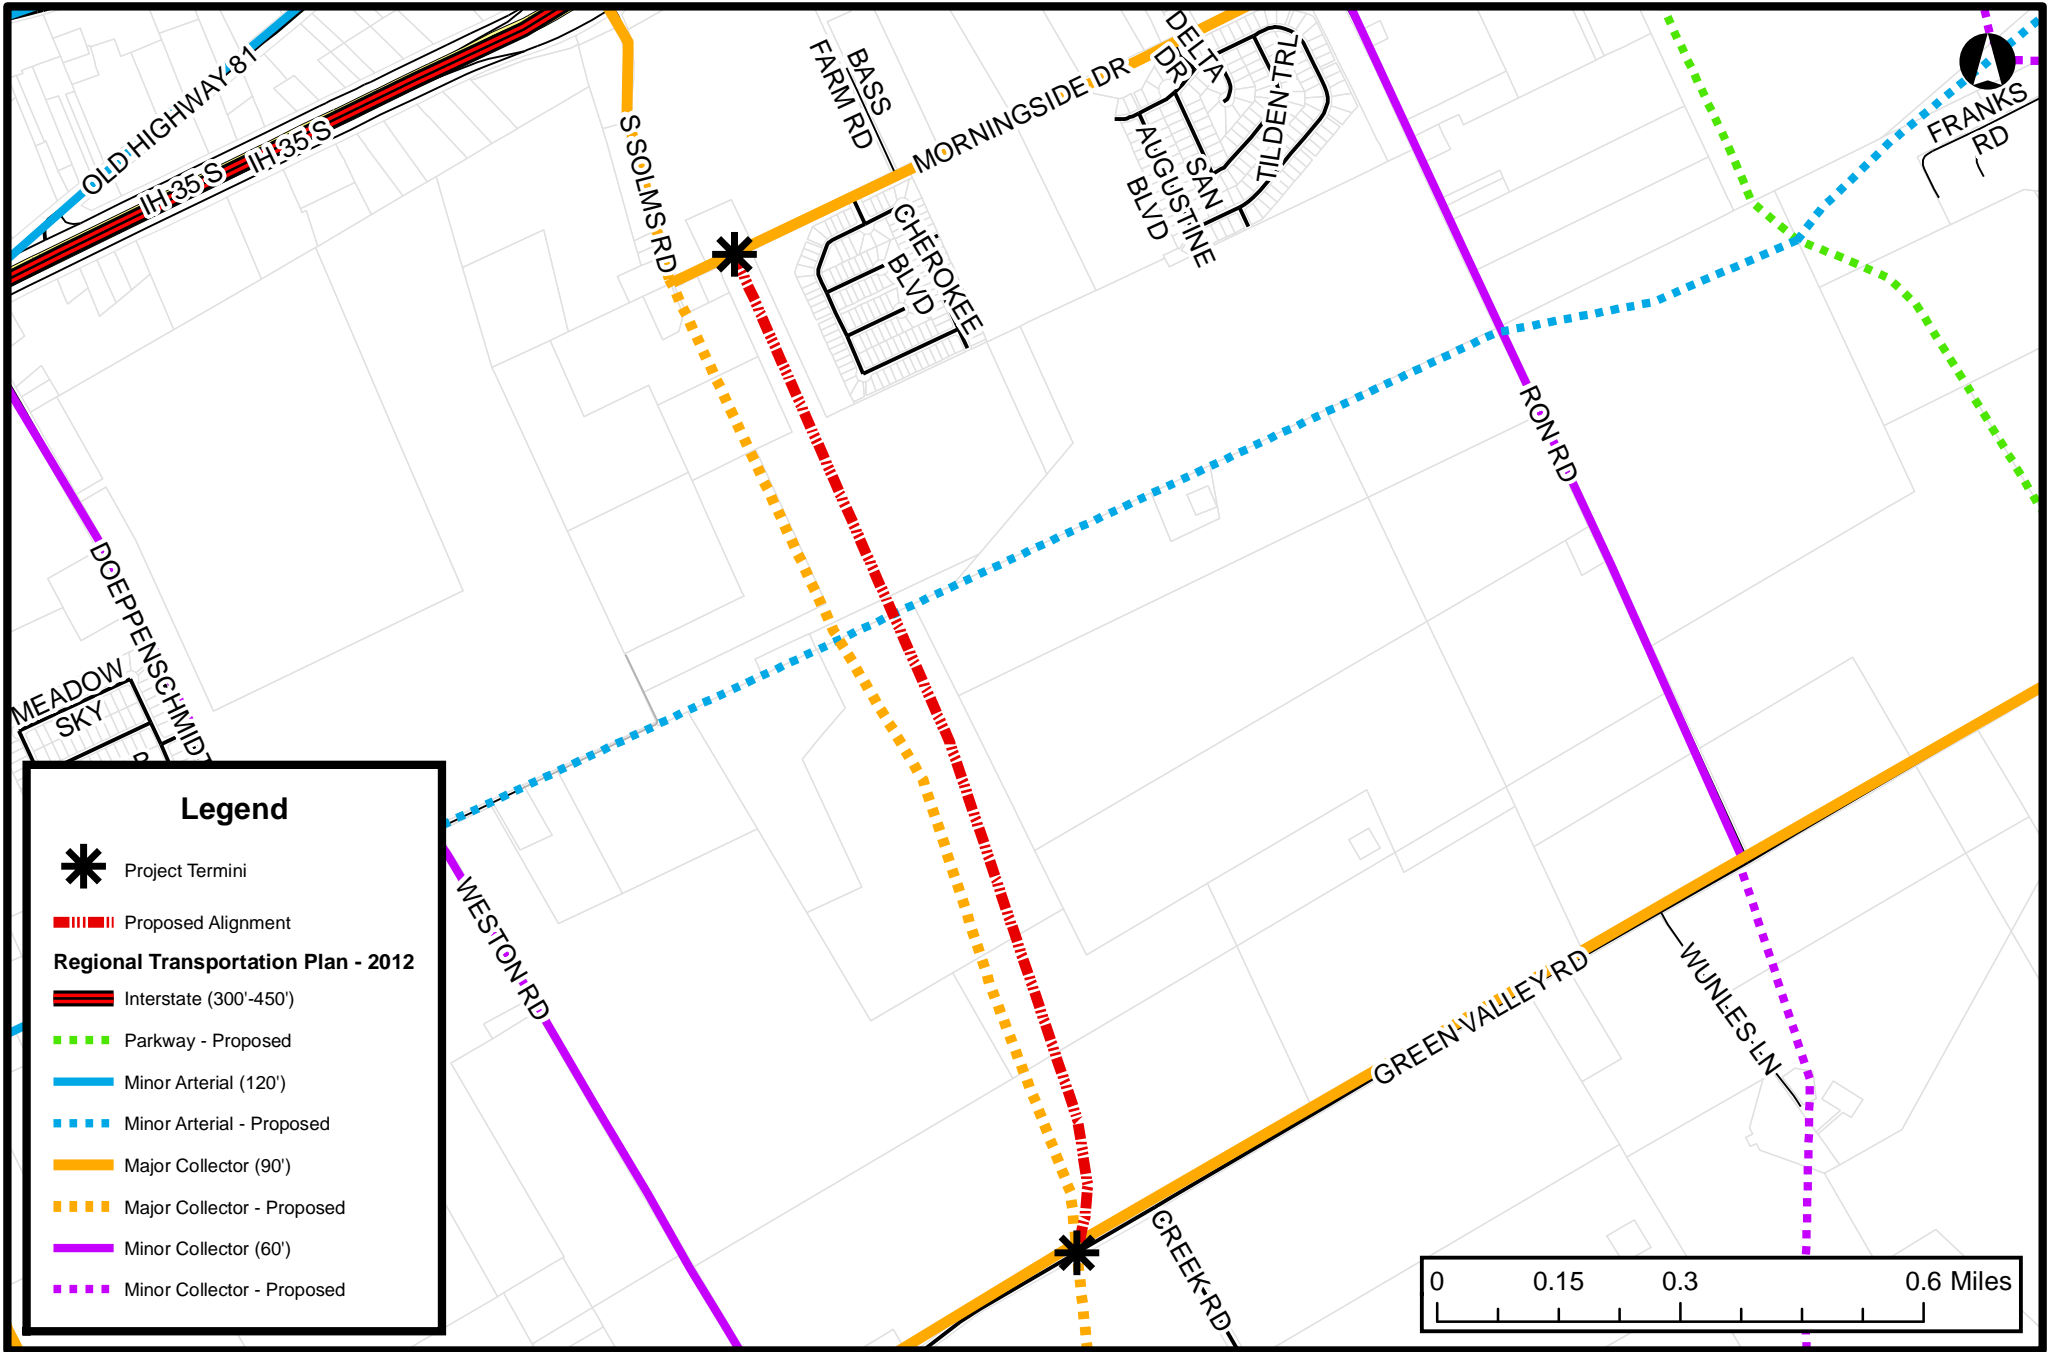 OLD HIGHWAY 81
IH 35 S
IH 35 S
S SOLMS RD
BASS
FARM RD
MORNINGSIDE DR
DELTA
DR
TILDEN TRL
SAN
AUGUSTINE
BLVD
CHEROKEE
BLVD
FRANKS
RD
RON RD
DOEPPENSCHMIDT
MEADOW
SKY
WESTON RD
GREEN VALLEY RD
WUNLES LN
CREEK RD
Legend
Project Termini
Proposed Alignment
Regional Transportation Plan - 2012
Interstate (300'-450')
Parkway - Proposed
Minor Arterial (120')
Minor Arterial - Proposed
Major Collector (90')
Major Collector - Proposed
Minor Collector (60')
Minor Collector - Proposed
0 0.15 0.3 0.6 Miles